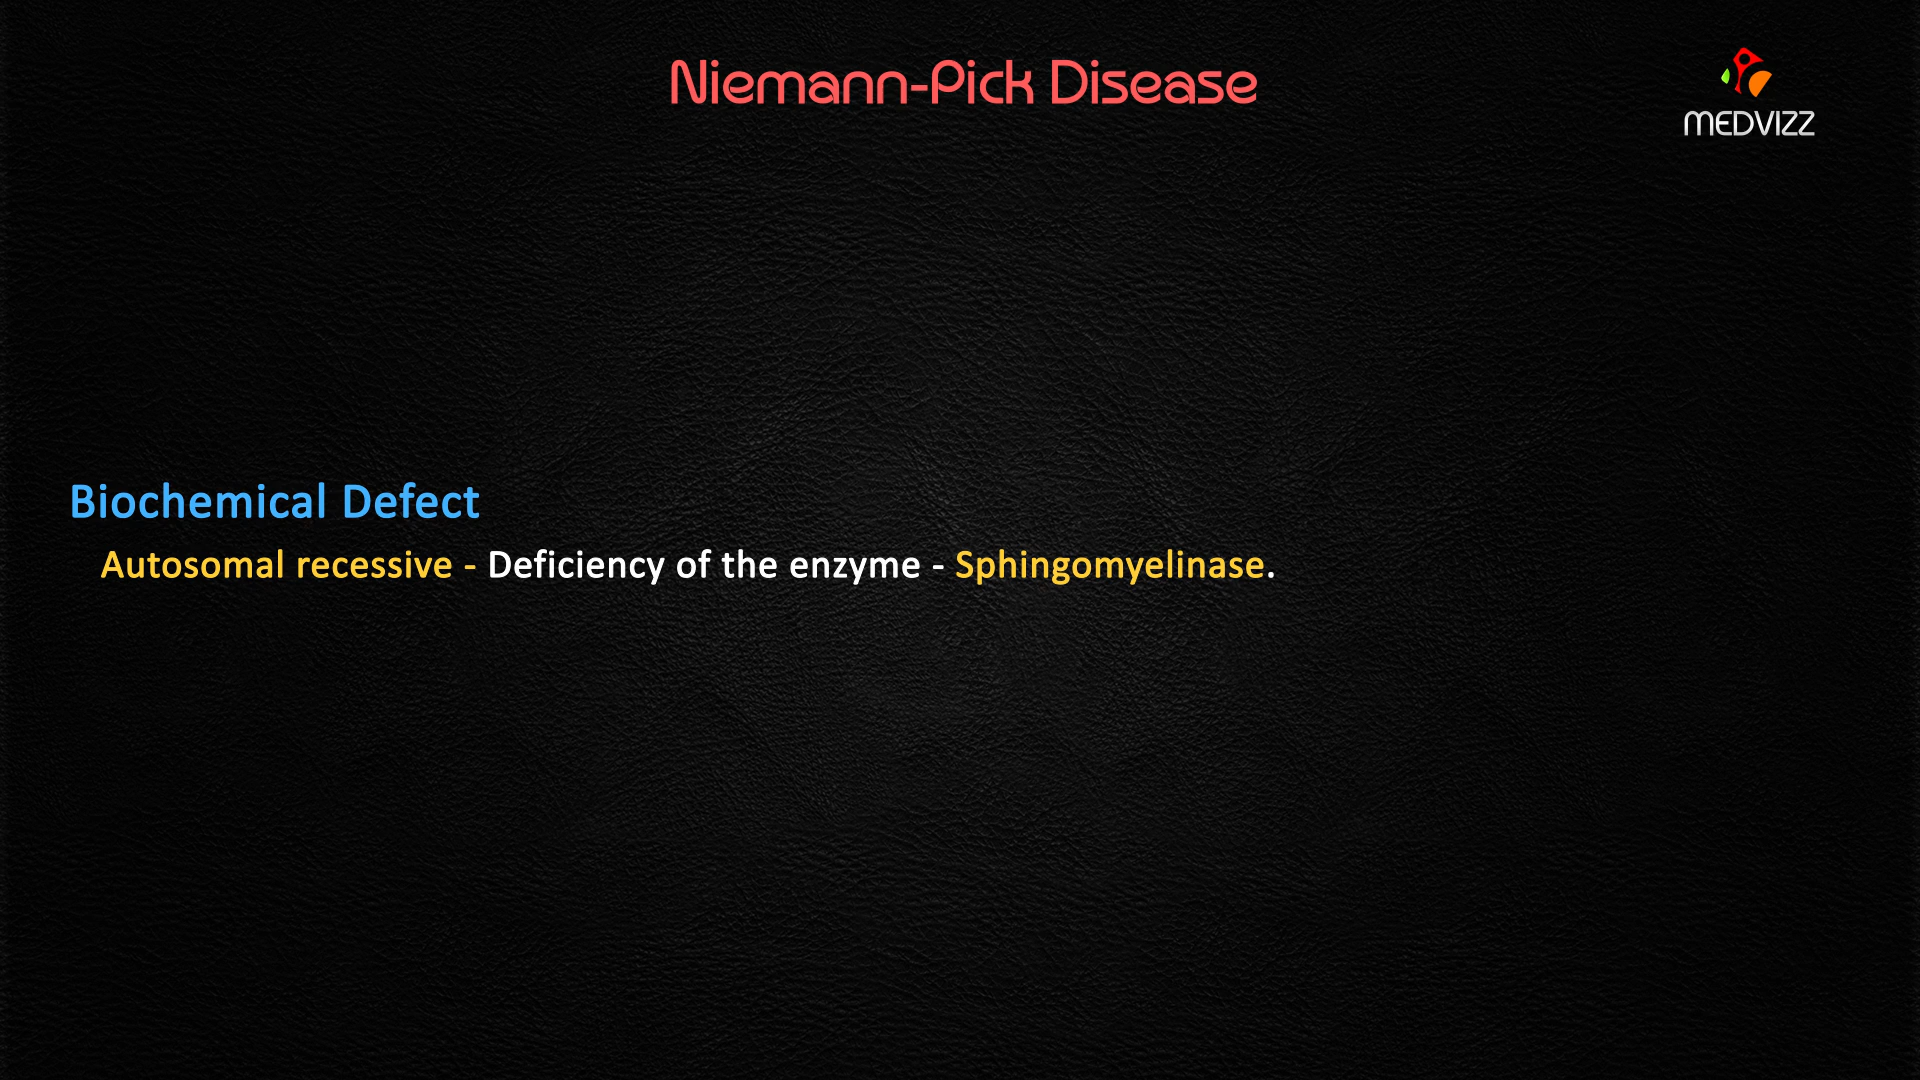 Niemann-Pick Disease
MEDVIZZ
Biochemical Defect
Autosomal recessive - Deficiency of the enzyme - Sphingomyelinase.